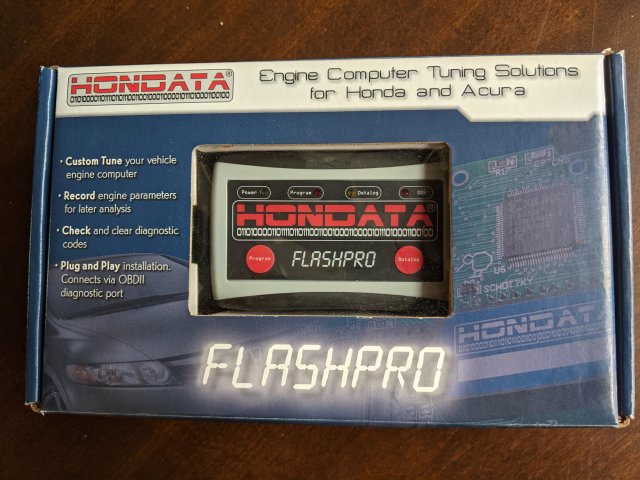 HONDATA®
Engine Computer Tuning Solutions
for Honda and Acura
• Custom Tune your vehicle
engine computer
• Record engine parameters
for later analysis
• Check and clear diagnostic
codes
• Plug and Play installation.
Connects via OBDII
diagnostic port
Power
Program
Datalog
USB
HONDATA®
Program
FLASHPRO
Datalog
U6
SCHOTTKY
HONDATA
FLASHPRO